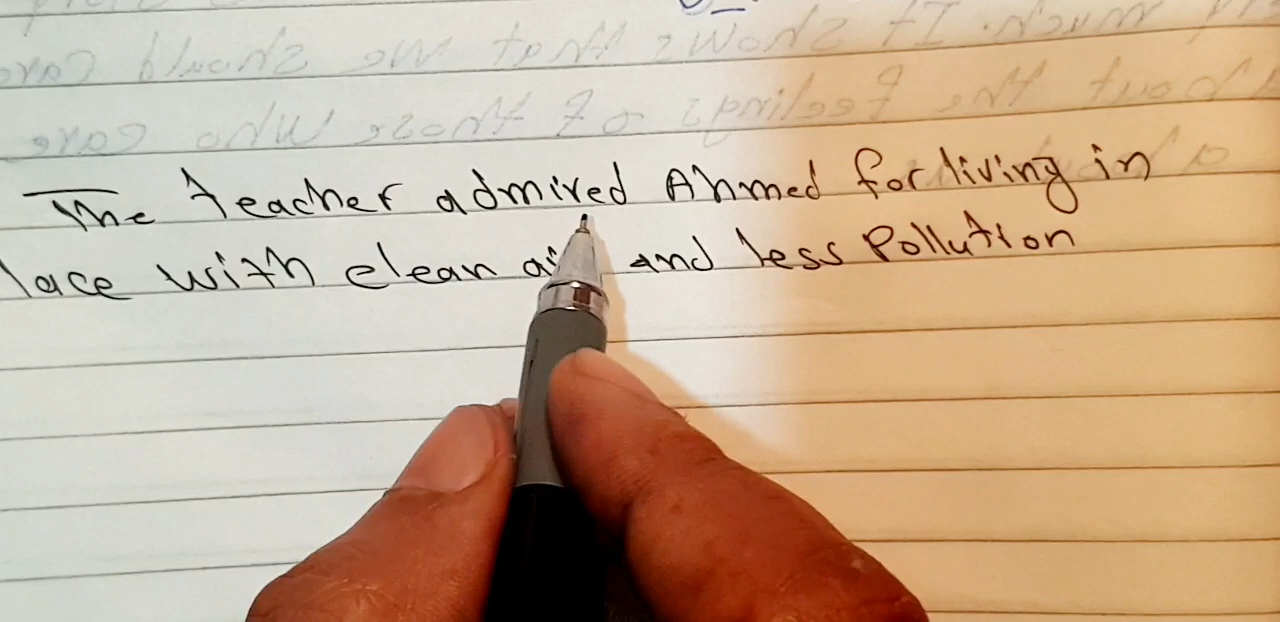 The teacher admired Ahmed for living in
lace with clean and less Pollution